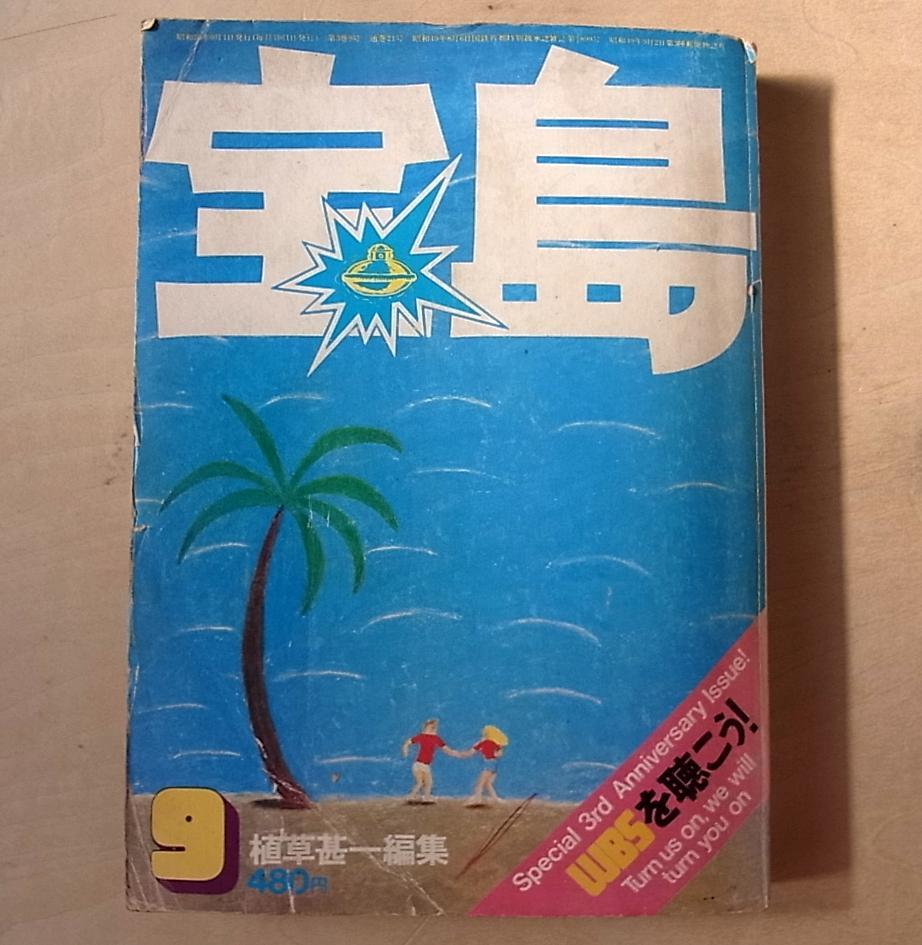 宝島
9
植草甚一編集
480円
Special 3rd Anniversary Issue!
WBSを聴こう!
Turn us on, we will
turn you on